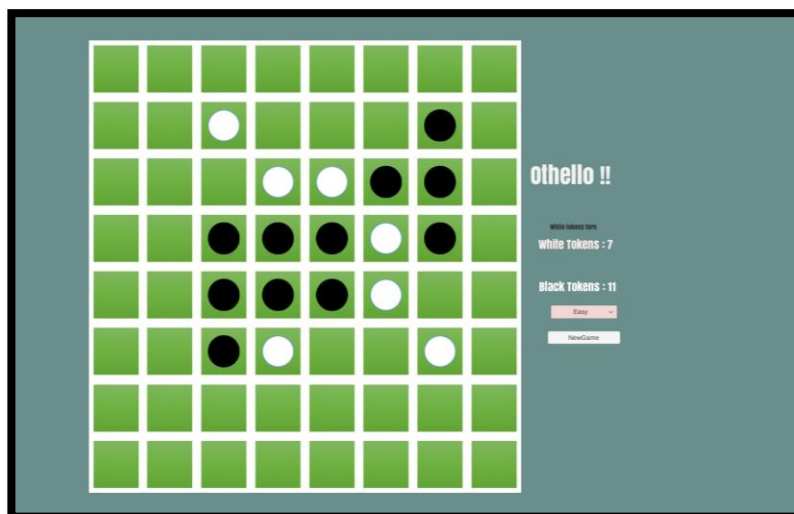 Othello !!
White tokens turn
White Tokens : 7
Black Tokens : 11
Easy
NewGame